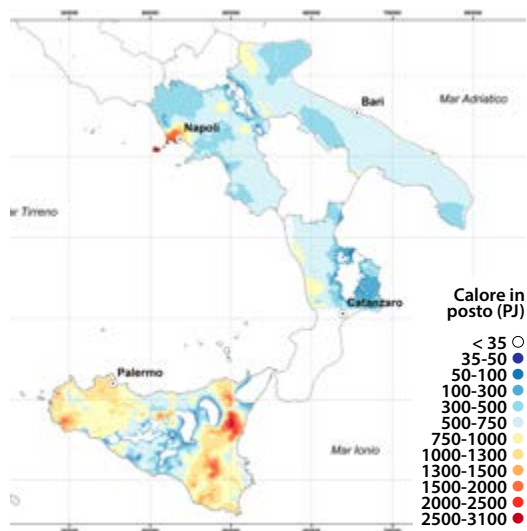 Bari
Mar Adriatico
Napoli
ar Tirreno
Catanzaro
Calore in
posto (PJ)
< 35
35-50
50-100
100-300
300-500
500-750
750-1000
1000-1300
1300-1500
1500-2000
2000-2500
2500-3100
Palermo
Mar Ionio